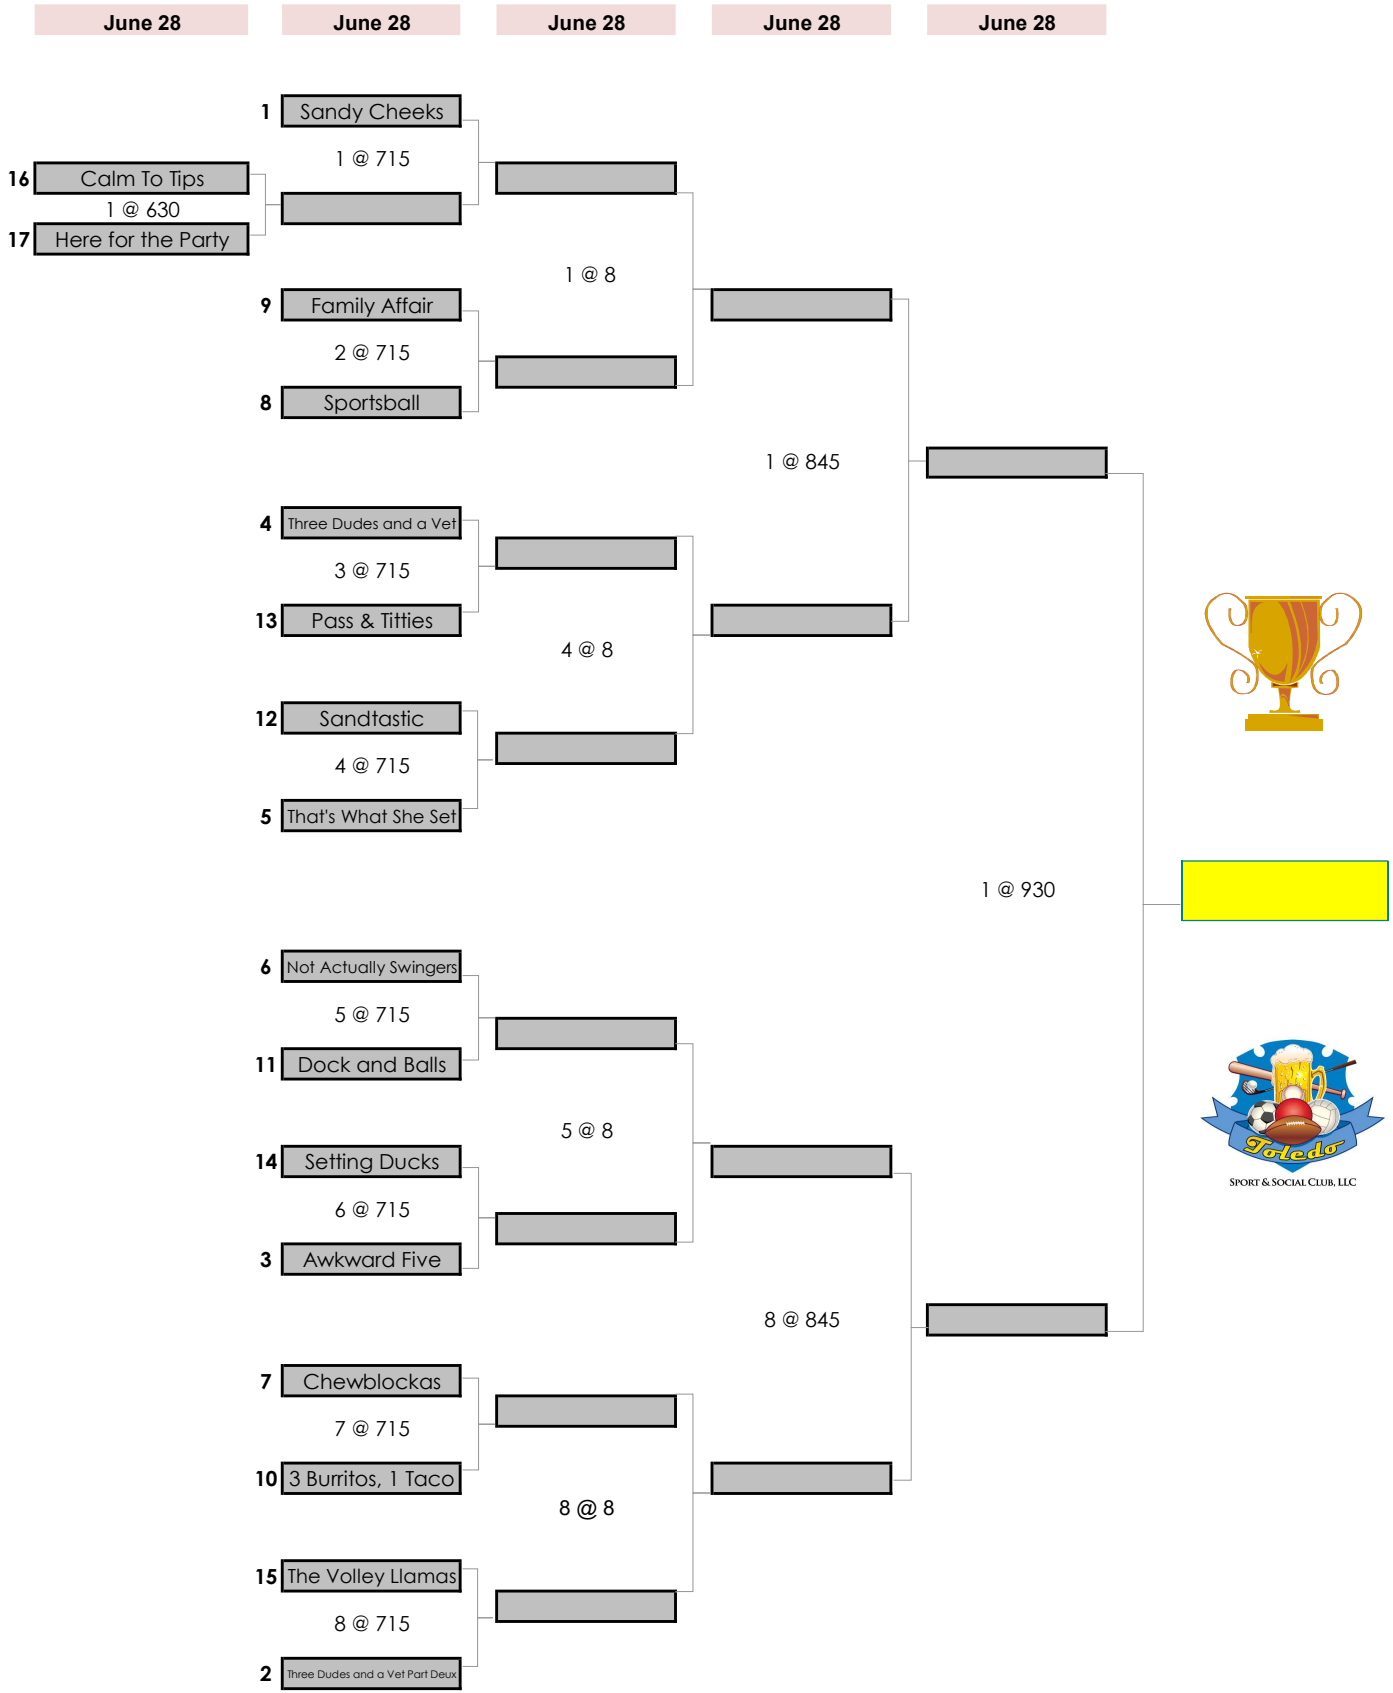 June 28 June 28 June 28 June 28 June 28
1 Sandy Cheeks
1 @ 715
16 Calm To Tips
1 @ 630
17 Here for the Party
1 @ 8
9 Family Affair
2 @ 715
8 Sportsball
1 @ 845
4 Three Dudes and a Vet
3 @ 715
13 Pass & Titties
4 @ 8
12 Sandtastic
4 @ 715
5 That's What She Set
1 @ 930
6 Not Actually Swingers
5 @ 715
11 Dock and Balls
5 @ 8
14 Setting Ducks
6 @ 715
3 Awkward Five
8 @ 845
7 Chewblockas
7 @ 715
10 3 Burritos, 1 Taco
8 @ 8
15 The Volley Llamas
8 @ 715
2 Three Dudes and a Vet Part Deux
Toledo
SPORT & SOCIAL CLUB, LLC